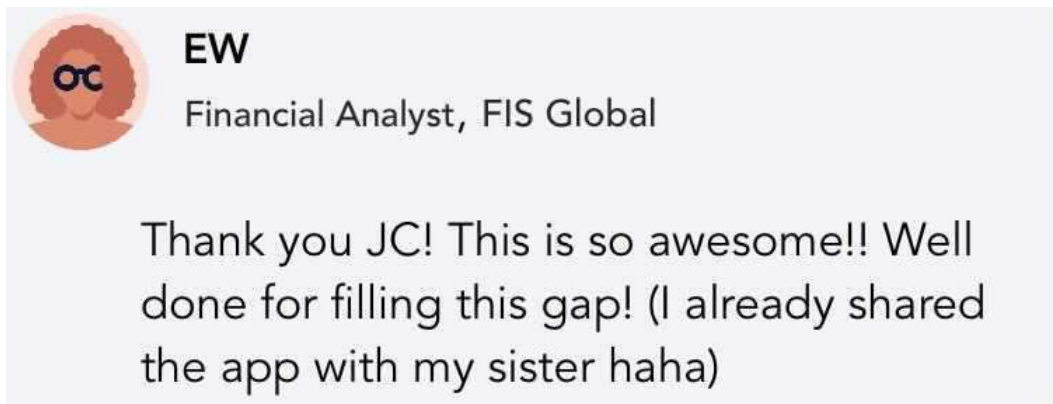 EW
Financial Analyst, FIS Global
Thank you JC! This is so awesome!! Well
done for filling this gap! (I already shared
the app with my sister haha)